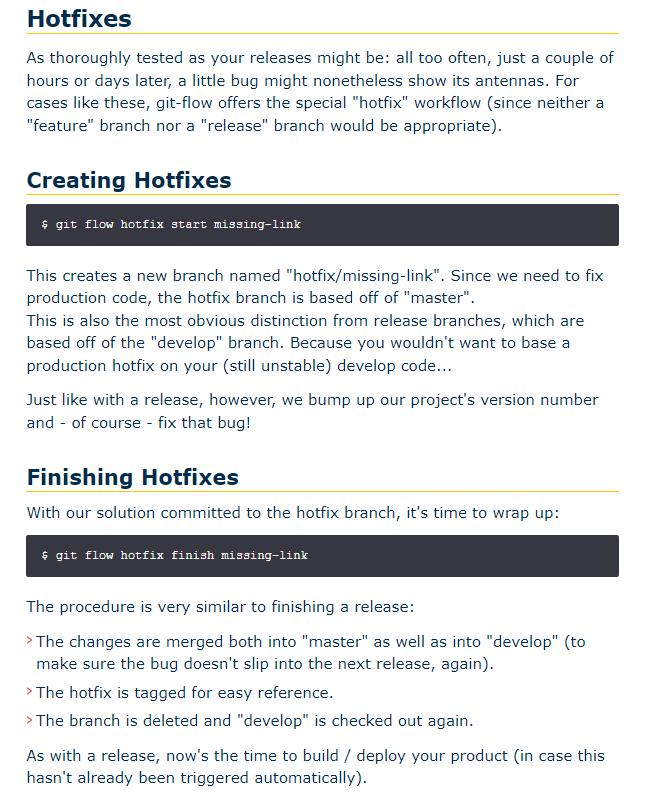 Hotfixes
As thoroughly tested as your releases might be: all too often, just a couple of
hours or days later, a little bug might nonetheless show its antennas. For
cases like these, git-flow offers the special "hotfix" workflow (since neither a
"feature" branch nor a "release" branch would be appropriate).
Creating Hotfixes
$ git flow hotfix start missing-link
This creates a new branch named "hotfix/missing-link". Since we need to fix
production code, the hotfix branch is based off of "master".
This is also the most obvious distinction from release branches, which are
based off of the "develop" branch. Because you wouldn't want to base a
production hotfix on your (still unstable) develop code...
Just like with a release, however, we bump up our project's version number
and - of course - fix that bug!
Finishing Hotfixes
With our solution committed to the hotfix branch, it's time to wrap up:
$ git flow hotfix finish missing-link
The procedure is very similar to finishing a release:
› The changes are merged both into "master" as well as into "develop" (to
make sure the bug doesn't slip into the next release, again).
› The hotfix is tagged for easy reference.
› The branch is deleted and "develop" is checked out again.
As with a release, now's the time to build / deploy your product (in case this
hasn't already been triggered automatically).